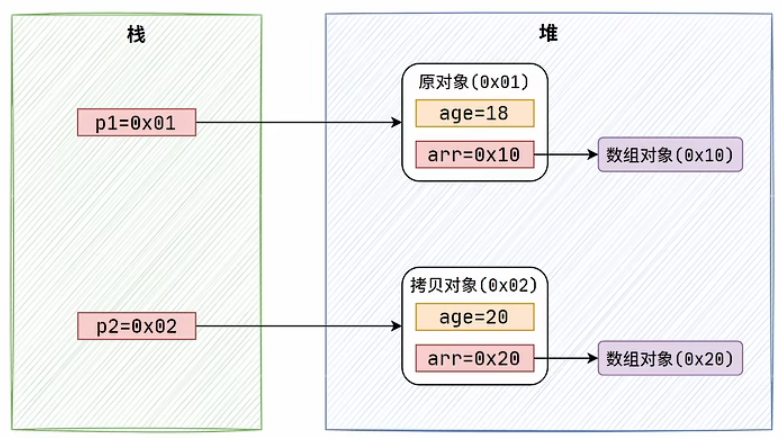 栈
堆
原对象(0x01)
age=18
p1=0x01
arr=0x10
数组对象(0x10)
拷贝对象(0x02)
age=20
p2=0x02
arr=0x20
数组对象(0x20)